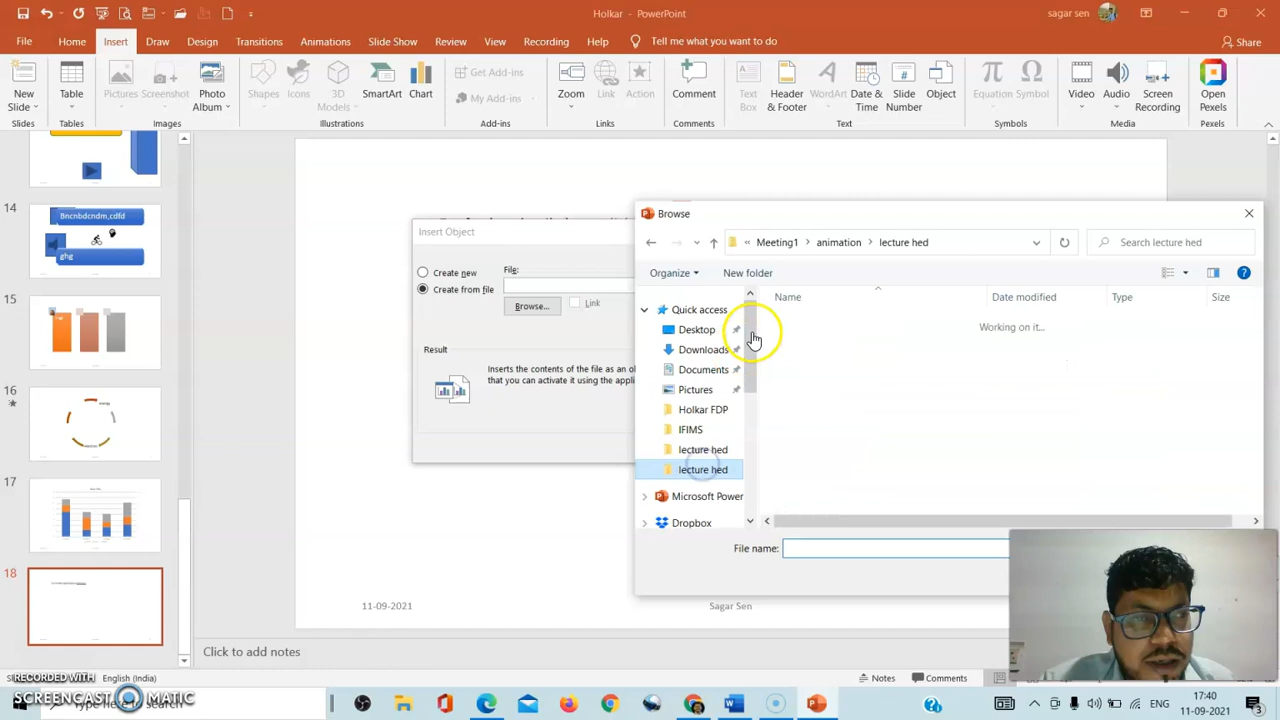 Holkar - PowerPoint
sagar sen
File Home Insert Draw Design Transitions Animations Slide Show Review View Recording Help Tell me what you want to do Share
New Slide
Table
Pictures
Screenshot
Photo Album
Shapes
Icons
3D Models
SmartArt
Chart
Get Add-ins
My Add-ins
Zoom
Link
Action
Comment
Text Box
Header & Footer
WordArt
Date & Time
Slide Number
Object
Equation
Symbol
Video
Audio
Screen Recording
Open Pexels
Slides Tables Images Illustrations Add-ins Links Comments Text Symbols Media Pexels
14
Bncnbdcndm,cdfd
ghg
15
16
17
18
Insert Object
Create new
Create from file
File:
Browse...
Link
Result
Inserts the contents of the file as an
that you can activate it using the
Browse
« Meeting1 > animation > lecture hed
Search lecture hed
Organize
New folder
Name Date modified Type Size
Working on it...
Quick access
Desktop
Downloads
Documents
Pictures
Holkar FDP
IFIMS
lecture hed
lecture hed
Microsoft Power
Dropbox
File name:
11-09-2021
Sagar Sen
Click to add notes
English (India)
Notes
Comments
RECORDED WITH
SCREENCAST MATIC
ENG
17:40
11-09-2021
3